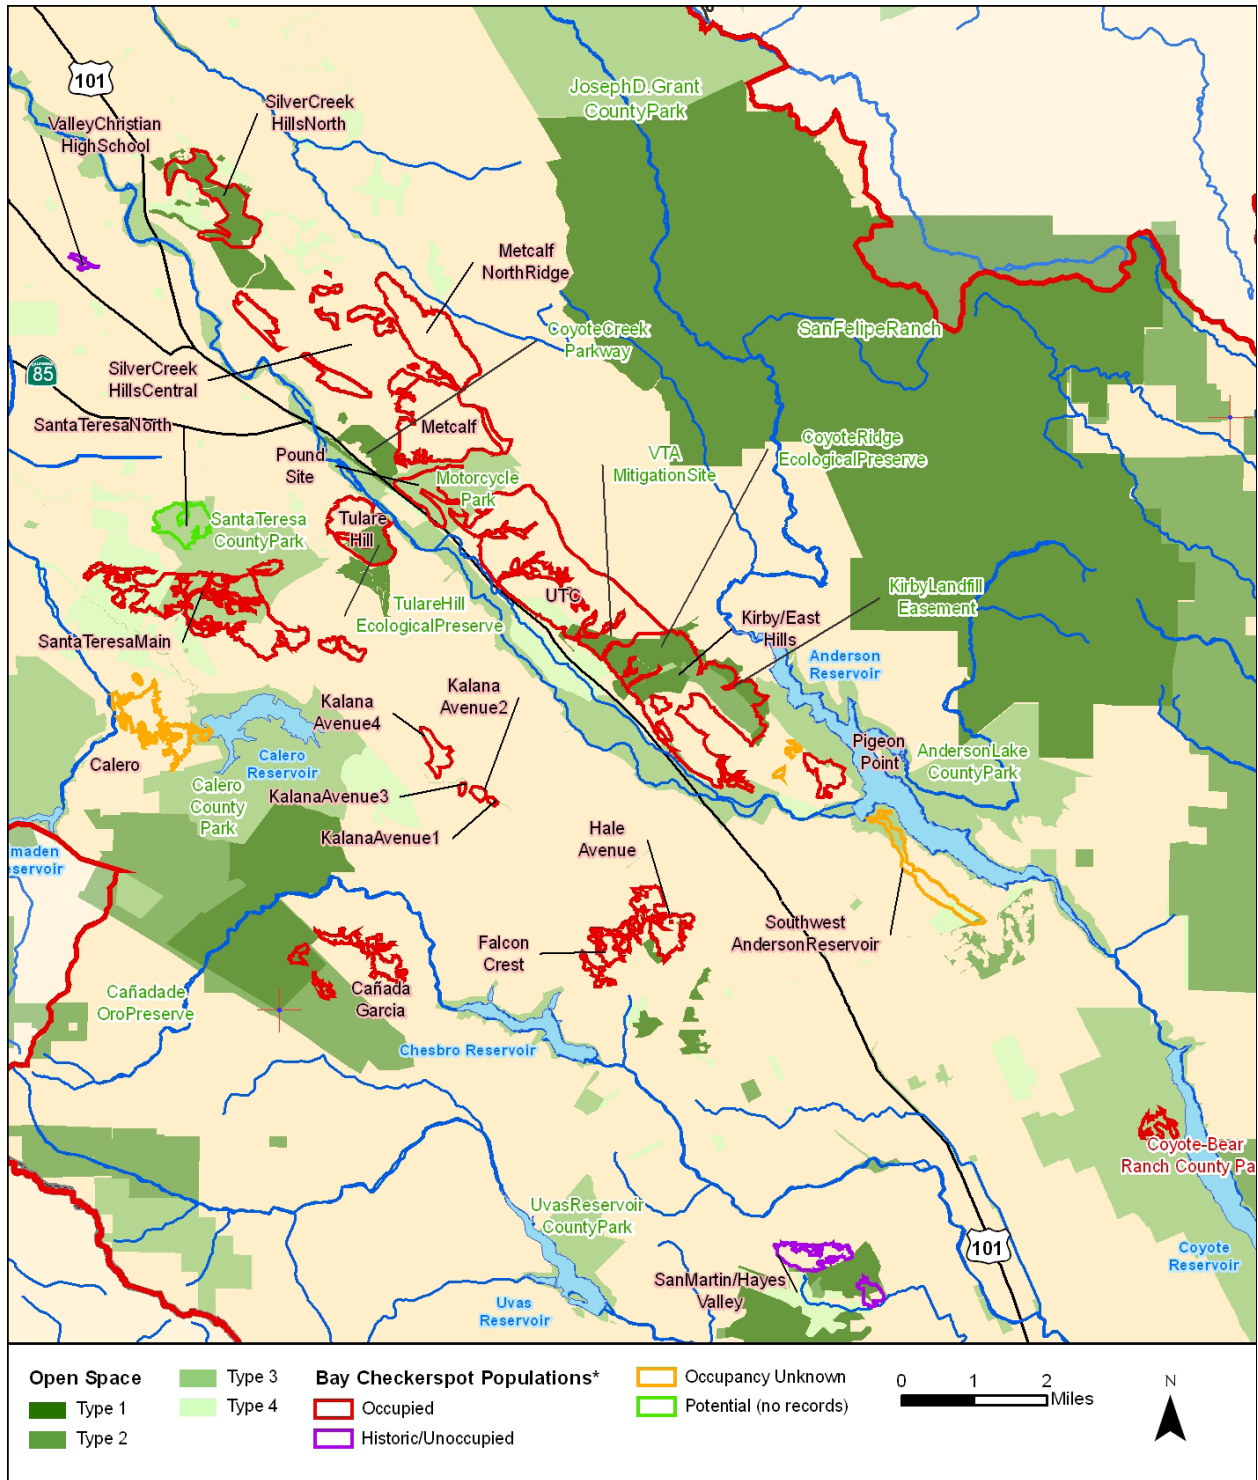 101
JosephD.Grant
CountyPark
SilverCreek
HillsNorth
ValleyChristian
HighSchool
Metcalf
NorthRidge
CoyoteCreek
Parkway
SanFelipeRanch
85
SilverCreek
HillsCentral
SantaTeresaNorth
Metcalf
Pound
Site
Motorcycle
Park
VTA
MitigationSite
CoyoteRidge
EcologicalPreserve
SantaTeresa
CountyPark
Tulare
Hill
UTC
KirbyLandfill
Easement
TulareHill
EcologicalPreserve
Kirby/East
Hills
SantaTeresaMain
Anderson
Reservoir
Kalana
Avenue4
Kalana
Avenue2
Calero
Calero
Reservoir
Pigeon
Point
AndersonLake
CountyPark
Calero
County
Park
KalanaAvenue3
KalanaAvenue1
Hale
Avenue
maden
eservoir
Falcon
Crest
Southwest
AndersonReservoir
Cañadade
OroPreserve
Cañada
Garcia
Chesbro Reservoir
Coyote-Bear
Ranch County Pa
UvasReservoir
CountyPark
101
Coyote
Reservoir
SanMartin/Hayes
Valley
Uvas
Reservoir
Open Space
Type 1
Type 2
Type 3
Type 4
Bay Checkerspot Populations*
Occupied
Historic/Unoccupied
Occupancy Unknown
Potential (no records)
0 1 2
Miles
N